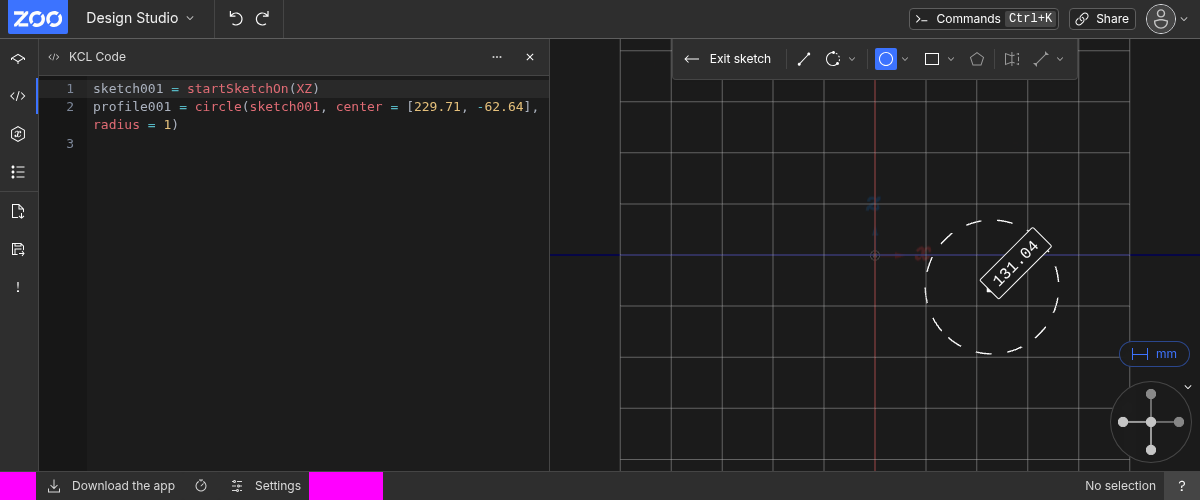 ZOO Design Studio Commands Ctrl+K Share
KCL Code
Exit sketch
1 sketch001 = startSketchOn(XZ)
2 profile001 = circle(sketch001, center = [229.71, -62.64],
radius = 1)
3
Z
X
131.04
mm
Download the app Settings No selection ?